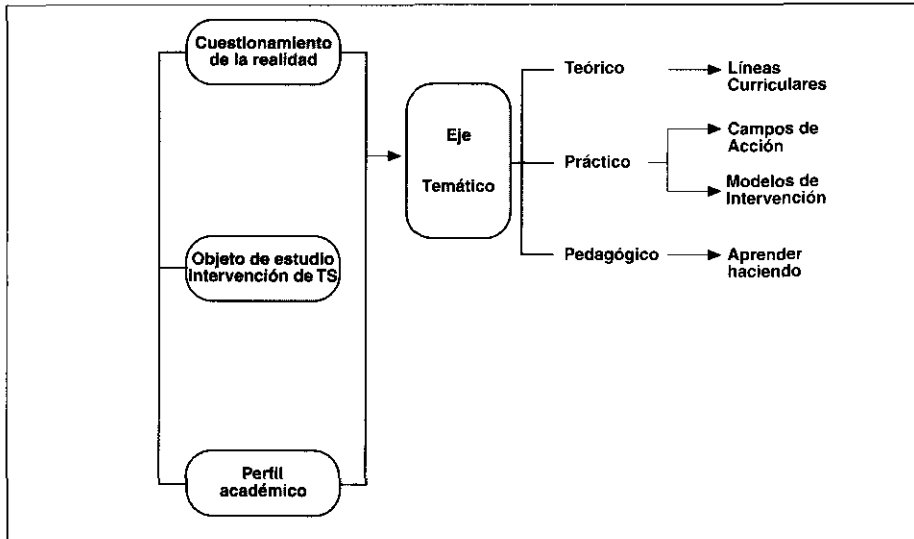 Cuestionamiento
de la realidad
Objeto de estudio
Intervención de TS
Perfil
académico
Eje
Temático
Teórico
Líneas
Curriculares
Práctico
Campos de
Acción
Modelos de
Intervención
Pedagógico
Aprender
haciendo